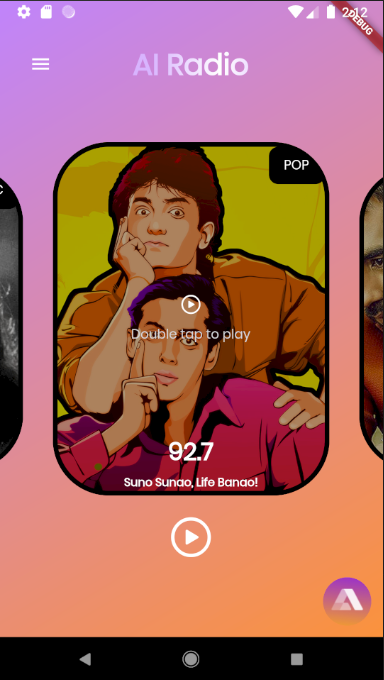 2:12
DEBUG
AI Radio
POP
Double tap to play
92.7
Suno Sunao, Life Banao!